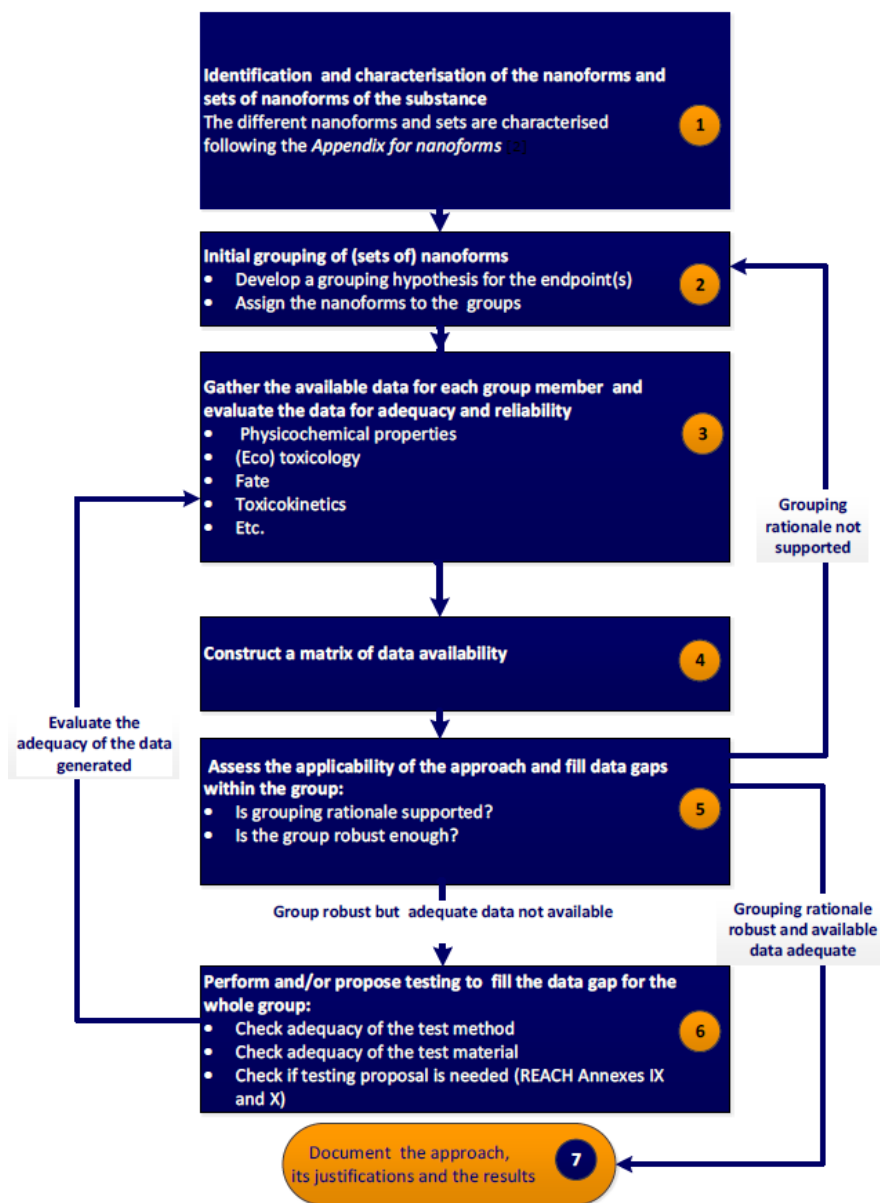 Identification and characterisation of the nanoforms and
sets of nanoforms of the substance
The different nanoforms and sets are characterised
following the Appendix for nanoforms
1
Initial grouping of (sets of) nanoforms
• Develop a grouping hypothesis for the endpoint(s)
• Assign the nanoforms to the groups
2
Gather the available data for each group member and
evaluate the data for adequacy and reliability
• Physicochemical properties
• (Eco) toxicology
• Fate
• Toxicokinetics
• Etc.
3
Grouping
rationale not
supported
Construct a matrix of data availability
4
Evaluate the
adequacy of the data
generated
Assess the applicability of the approach and fill data gaps
within the group:
• Is grouping rationale supported?
• Is the group robust enough?
5
Group robust but adequate data not available
Grouping rationale
robust and available
data adequate
Perform and/or propose testing to fill the data gap for the
whole group:
• Check adequacy of the test method
• Check adequacy of the test material
• Check if testing proposal is needed (REACH Annexes IX
and X)
6
Document the approach,
its justifications and the results
7